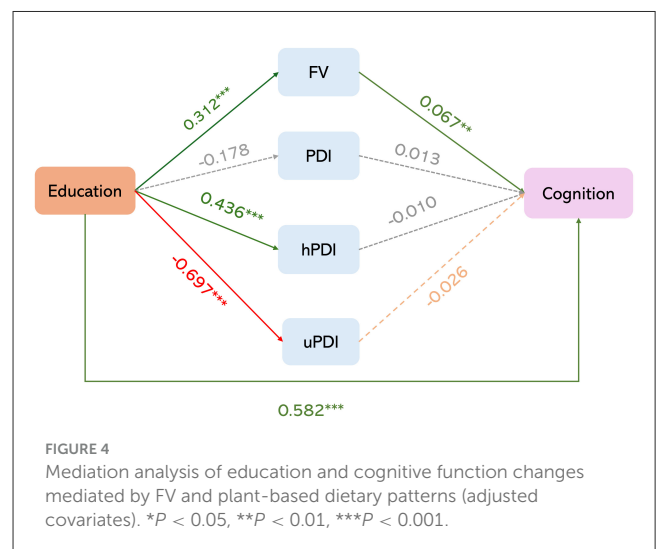 FV
0.312***
0.067**
-0.178
PDI
0.013
Education
Cognition
0.436***
-0.010
hPDI
-0.697***
-0.026
uPDI
0.582***
FIGURE 4
Mediation analysis of education and cognitive function changes
mediated by FV and plant-based dietary patterns (adjusted
covariates). *P < 0.05, **P < 0.01, ***P < 0.001.